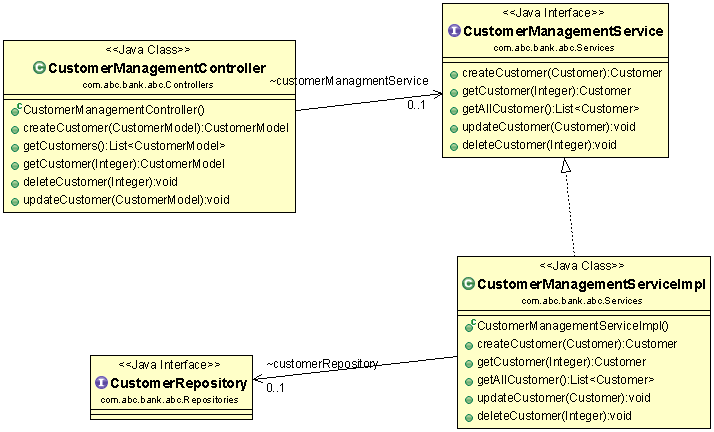 <<Java Class>>
CustomerManagementController
com.abc.bank.abc.Controllers
CustomerManagementController()
createCustomer(CustomerModel):CustomerModel
getCustomers():List<CustomerModel>
getCustomer(Integer):CustomerModel
deleteCustomer(Integer):void
updateCustomer(CustomerModel):void
~customerManagmentService
0..1
<<Java Interface>>
CustomerManagementService
com.abc.bank.abc.Services
createCustomer(Customer):Customer
getCustomer(Integer):Customer
getAllCustomer():List<Customer>
updateCustomer(Customer):void
deleteCustomer(Integer):void
<<Java Class>>
CustomerManagementServiceImpl
com.abc.bank.abc.Services
CustomerManagementServiceImpl()
createCustomer(Customer):Customer
getCustomer(Integer):Customer
getAllCustomer():List<Customer>
updateCustomer(Customer):void
deleteCustomer(Integer):void
~customerRepository
0..1
<<Java Interface>>
CustomerRepository
com.abc.bank.abc.Repositories